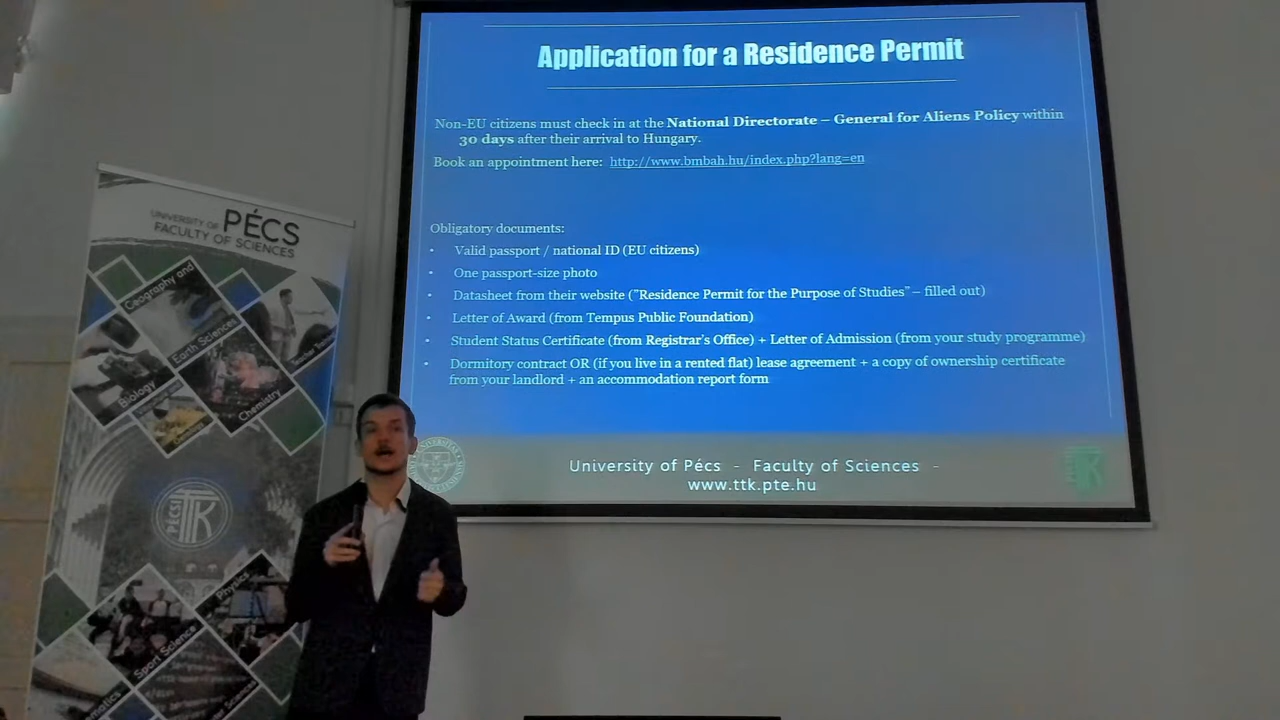 Application for a Residence Permit
Non-EU citizens must check in at the National Directorate – General for Aliens Policy within
30 days after their arrival to Hungary.
Book an appointment here: http://www.bmbah.hu/index.php?lang=en
Obligatory documents:
• Valid passport / national ID (EU citizens)
• One passport-size photo
• Datasheet from their website ("Residence Permit for the Purpose of Studies" – filled out)
• Letter of Award (from Tempus Public Foundation)
• Student Status Certificate (from Registrar's Office) + Letter of Admission (from your study programme)
• Dormitory contract OR (if you live in a rented flat) lease agreement + a copy of ownership certificate
from your landlord + an accommodation report form
University of Pécs - Faculty of Sciences -
www.ttk.pte.hu
UNIVERSITY OF PÉCS
FACULTY OF SCIENCES
Geography and
Earth Sciences
Biology
Chemistry
PÉCSI TTK
Physics
Sport Science